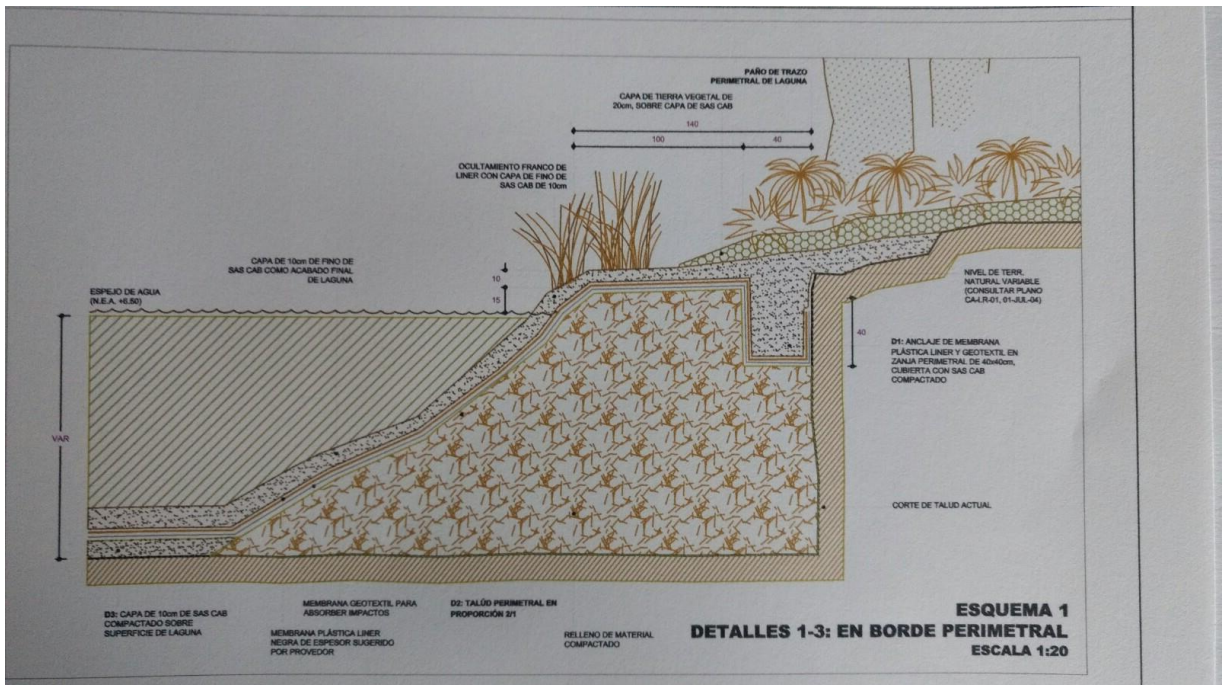 PAÑO DE TRAZO
PERIMETRAL DE LAGUNA
CAPA DE TIERRA VEGETAL DE
20cm, SOBRE CAPA DE SAS CAB
140
100
40
OCULTAMIENTO FRANCO DE
LINER CON CAPA DE FINO DE
SAS CAB DE 10cm
CAPA DE 10cm DE FINO DE
SAS CAB COMO ACABADO FINAL
DE LAGUNA
10
15
ESPEJO DE AGUA
(N.E.A. +6.50)
NIVEL DE TERR.
NATURAL VARIABLE
(CONSULTAR PLANO
CA-LR-01, 01-JUL-04)
40
D1: ANCLAJE DE MEMBRANA
PLÁSTICA LINER Y GEOTEXTIL EN
ZANJA PERIMETRAL DE 40x40cm,
CUBIERTA CON SAS CAB
COMPACTADO
VAR
CORTE DE TALUD ACTUAL
D3: CAPA DE 10cm DE SAS CAB
COMPACTADO SOBRE
SUPERFICIE DE LAGUNA
MEMBRANA GEOTEXTIL PARA
ABSORBER IMPACTOS
MEMBRANA PLÁSTICA LINER
NEGRA DE ESPESOR SUGERIDO
POR PROVEDOR
D2: TALÚD PERIMETRAL EN
PROPORCIÓN 2/1
RELLENO DE MATERIAL
COMPACTADO
ESQUEMA 1
DETALLES 1-3: EN BORDE PERIMETRAL
ESCALA 1:20